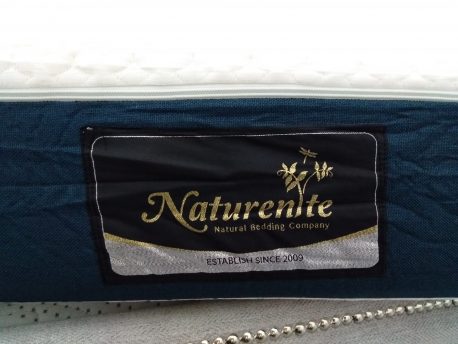 Naturenite
Natural Bedding Company
ESTABLISH SINCE 2009